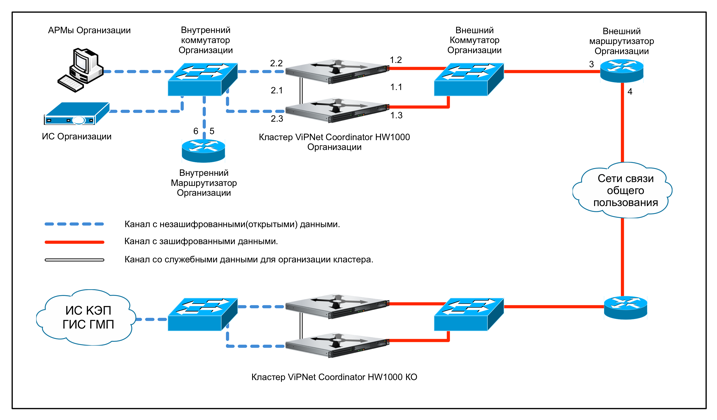 АРМы Организации
Внутренний
коммутатор
Организации
Внешний
Коммутатор
Организации
Внешний
маршрутизатор
Организации
2.2
1.2
3
2.1
1.1
4
2.3
1.3
ИС Организации
6 5
Кластер ViPNet Coordinator HW1000
Организации
Внутренний
Маршрутизатор
Организации
Сети связи
общего
пользования
Канал с незашифрованными(открытыми) данными.
Канал с зашифрованными данными.
Канал со служебными данными для организации кластера.
ИС КЭП
ГИС ГМП
Кластер ViPNet Coordinator HW1000 КО